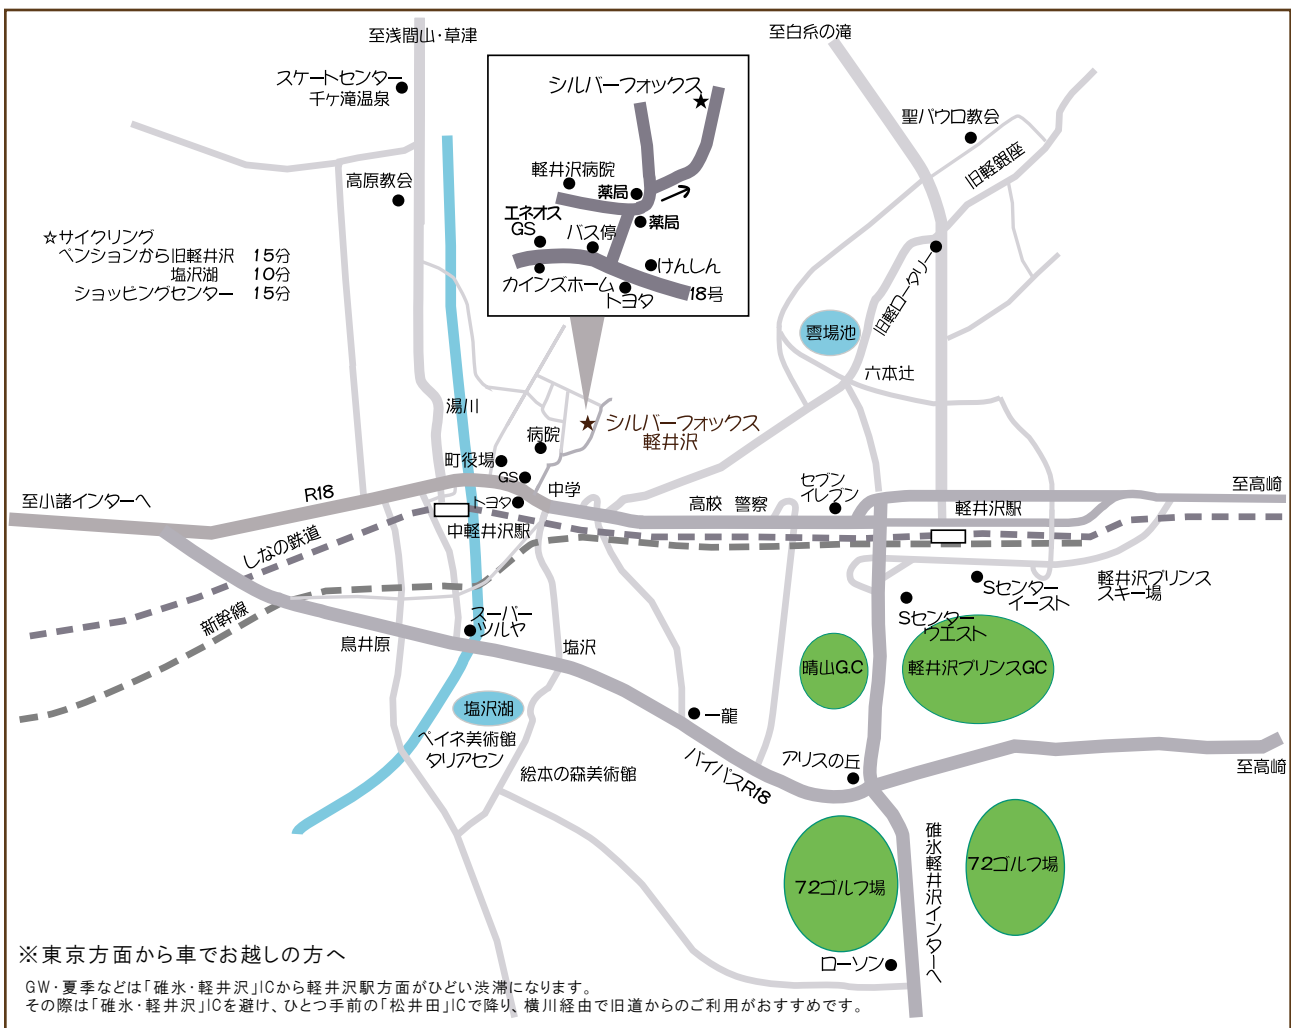 至浅間山・草津
至白糸の滝
スケートセンター
千ヶ滝温泉
シルバーフォックス
聖パウロ教会
旧軽銀座
高原教会
軽井沢病院
薬局
エネオス
GS
バス停
薬局
けんしん
カインズホーム
トヨタ
18号
☆サイクリング
ペンションから旧軽井沢 15分
塩沢湖 10分
ショッピングセンター 15分
旧軽ロータリー
雲場池
六本辻
湯川
シルバーフォックス
軽井沢
病院
町役場
GS
トヨタ
中学
至小諸インターへ
R18
高校 警察
セブン
イレブン
軽井沢駅
至高崎
しなの鉄道
中軽井沢駅
新幹線
Sセンター
イースト
軽井沢プリンス
スキー場
Sセンター
ウエスト
スーパー
ツルヤ
鳥井原
塩沢
晴山G.C
軽井沢プリンスGC
塩沢湖
一龍
ペイネ美術館
タリアセン
絵本の森美術館
バイパスR18
アリスの丘
至高崎
碓氷軽井沢インターへ
72ゴルフ場
72ゴルフ場
ローソン
※東京方面から車でお越しの方へ
GW・夏季などは「碓氷・軽井沢」ICから軽井沢駅方面がひどい渋滞になります。
その際は「碓氷・軽井沢」ICを避け、ひとつ手前の「松井田」ICで降り、横川経由で旧道からのご利用がおすすめです。